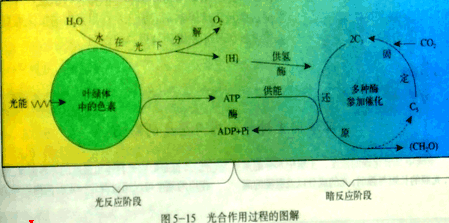 H₂O
O₂
水在光下分解
[H]
供氢
酶
2C₃
CO₂
固定
C₅
光能
叶绿体
中的色素
ATP
供能
酶
ADP+Pi
还原
多种酶
参加催化
(CH₂O)
光反应阶段
暗反应阶段
图 5-15 光合作用过程的图解